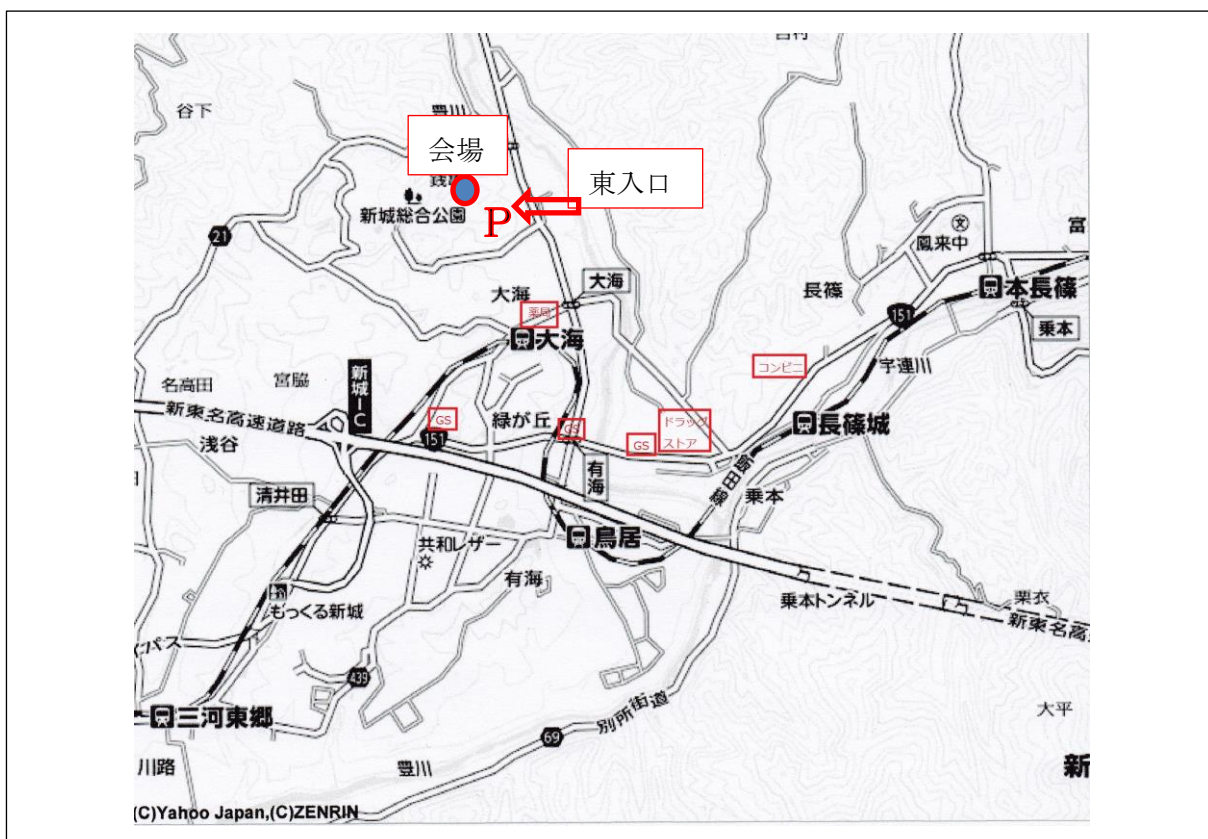 谷下
豊川
会場
東入口
新城総合公園
P
21
文
鳳来中
富
大海
大海
長篠
本長篠
151
乗本
薬局
大海
コンビニ
宇連川
名高田
宮脇
新城IC
新東名高速道路
GS
151
緑が丘
GS
GS
ドラッグ
ストア
長篠城
浅谷
有海
飯田線
乗本
清井田
鳥居
共和レザー
有海
乗本トンネル
栗衣
新東名高
もっくる新城
イパス
439
三河東郷
別所街道
69
大平
川路
豊川
新
(C)Yahoo Japan,(C)ZENRIN